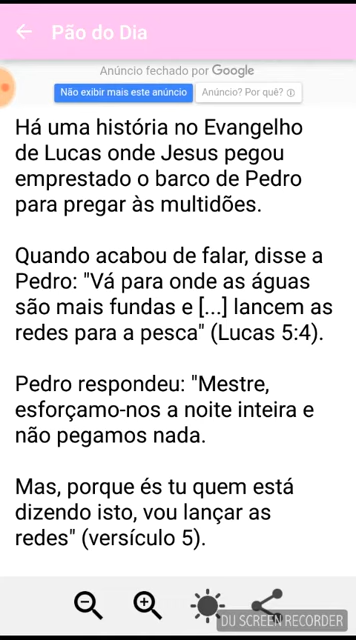 Pão do Dia
Anúncio fechado por Google
Não exibir mais este anúncio
Anúncio? Por quê?
Há uma história no Evangelho
de Lucas onde Jesus pegou
emprestado o barco de Pedro
para pregar às multidões.
Quando acabou de falar, disse a
Pedro: "Vá para onde as águas
são mais fundas e [...] lancem as
redes para a pesca" (Lucas 5:4).
Pedro respondeu: "Mestre,
esforçamo-nos a noite inteira e
não pegamos nada.
Mas, porque és tu quem está
dizendo isto, vou lançar as
redes" (versículo 5).
DU SCREEN RECORDER